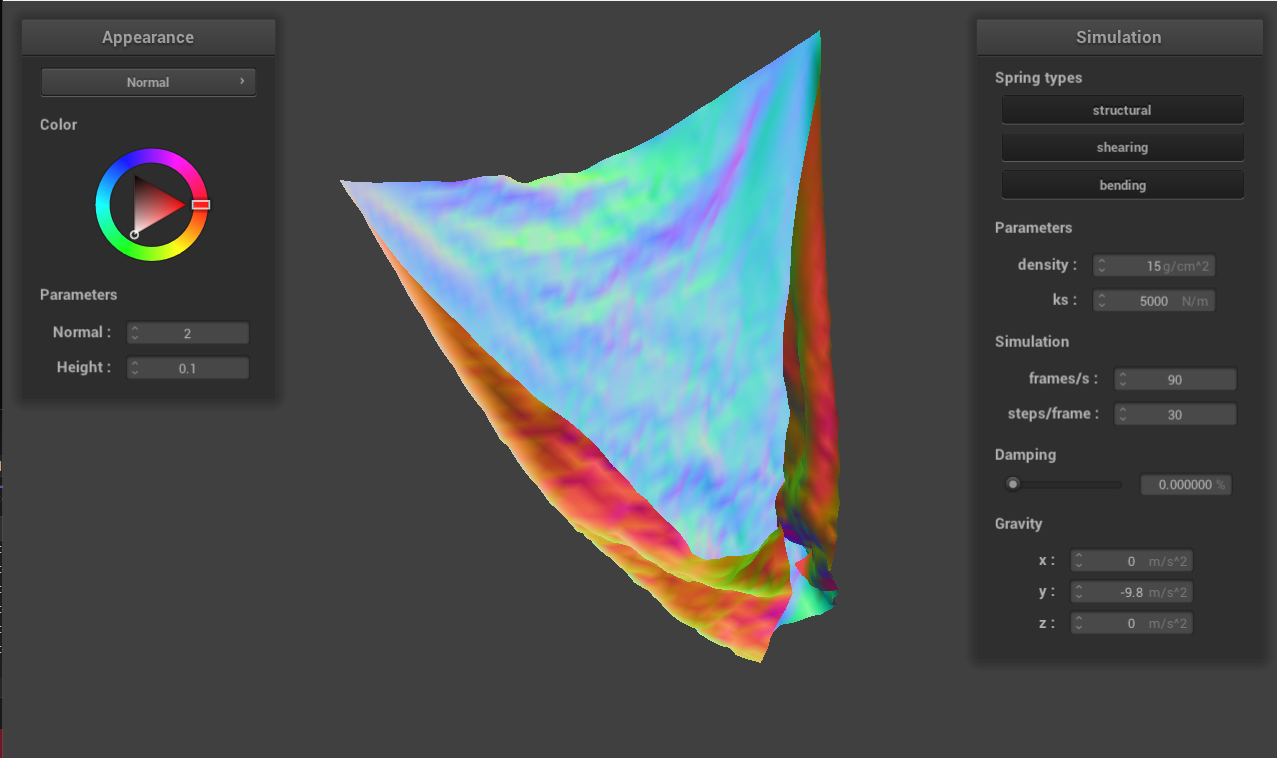 Appearance
Normal
Color
Parameters
Normal : 2
Height : 0.1
Simulation
Spring types
structural
shearing
bending
Parameters
density : 15 g/cm^2
ks : 5000 N/m
Simulation
frames/s : 90
steps/frame : 30
Damping
0.000000 %
Gravity
x : 0 m/s^2
y : -9.8 m/s^2
z : 0 m/s^2